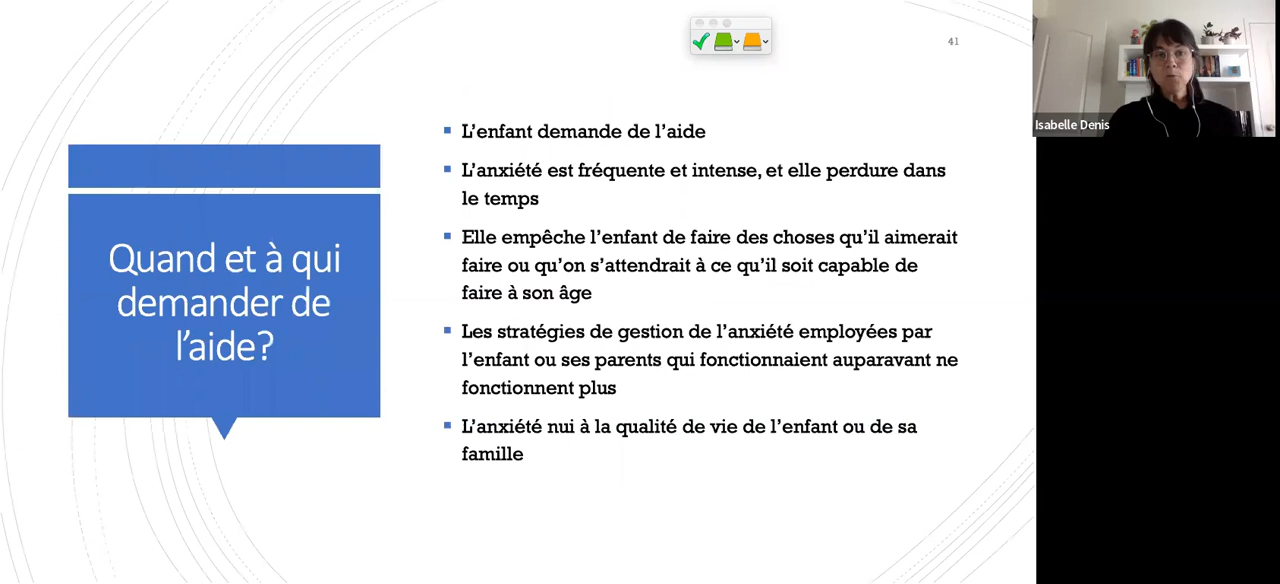 41
Quand et à qui
demander de
l'aide?
L'enfant demande de l'aide
L'anxiété est fréquente et intense, et elle perdure dans
le temps
Elle empêche l'enfant de faire des choses qu'il aimerait
faire ou qu'on s'attendrait à ce qu'il soit capable de
faire à son âge
Les stratégies de gestion de l'anxiété employées par
l'enfant ou ses parents qui fonctionnaient auparavant ne
fonctionnent plus
L'anxiété nui à la qualité de vie de l'enfant ou de sa
famille
Isabelle Denis